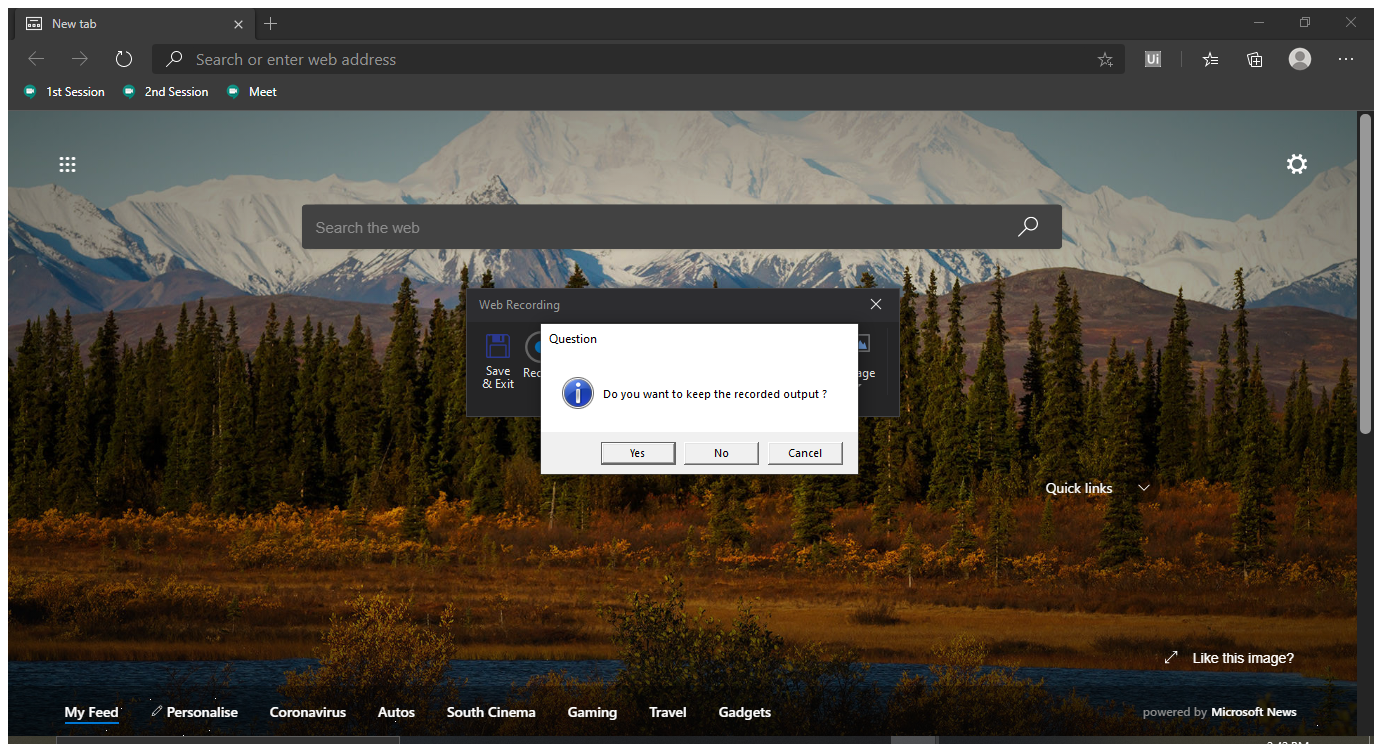 New tab
Search or enter web address
Ui
1st Session
2nd Session
Meet
Search the web
Web Recording
Save
& Exit
Question
Do you want to keep the recorded output ?
Yes
No
Cancel
Quick links
Like this image?
My Feed
Personalise
Coronavirus
Autos
South Cinema
Gaming
Travel
Gadgets
powered by Microsoft News